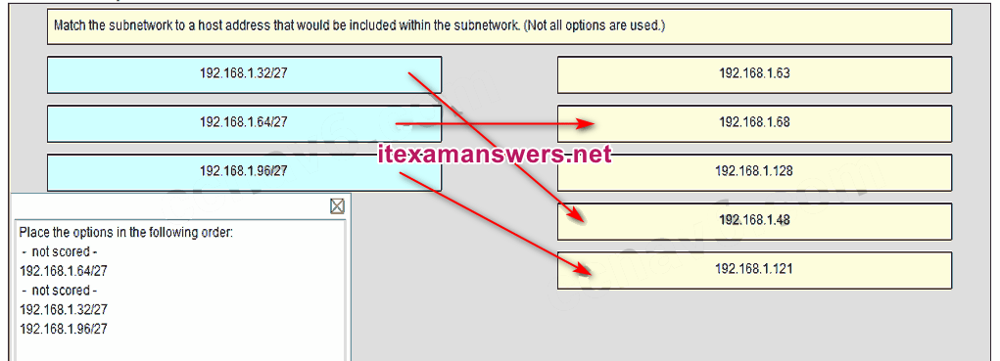 Match the subnetwork to a host address that would be included within the subnetwork. (Not all options are used.)
192.168.1.32/27
192.168.1.63
192.168.1.64/27
192.168.1.68
itexamanswers.net
192.168.1.96/27
192.168.1.128
192.168.1.48
192.168.1.121
Place the options in the following order:
- not scored -
192.168.1.64/27
- not scored -
192.168.1.32/27
192.168.1.96/27